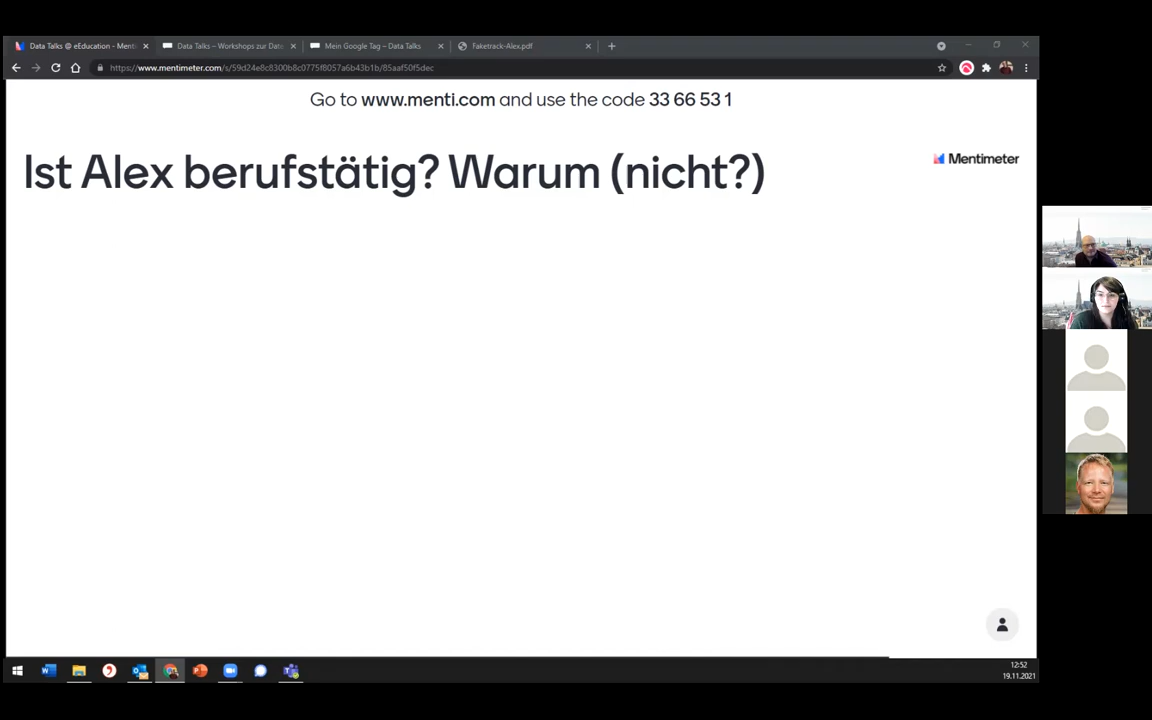 Data Talks @ eEducation - Menti
Data Talks – Workshops zur Date
Mein Google Tag – Data Talks
Faketrack-Alex.pdf
https://www.mentimeter.com/s/59d24e8c8300b8c0775f8057a6b43b1b/85aaf50f5dec
Go to www.menti.com and use the code 33 66 53 1
Ist Alex berufstätig? Warum (nicht?)
Mentimeter
12:52
19.11.2021